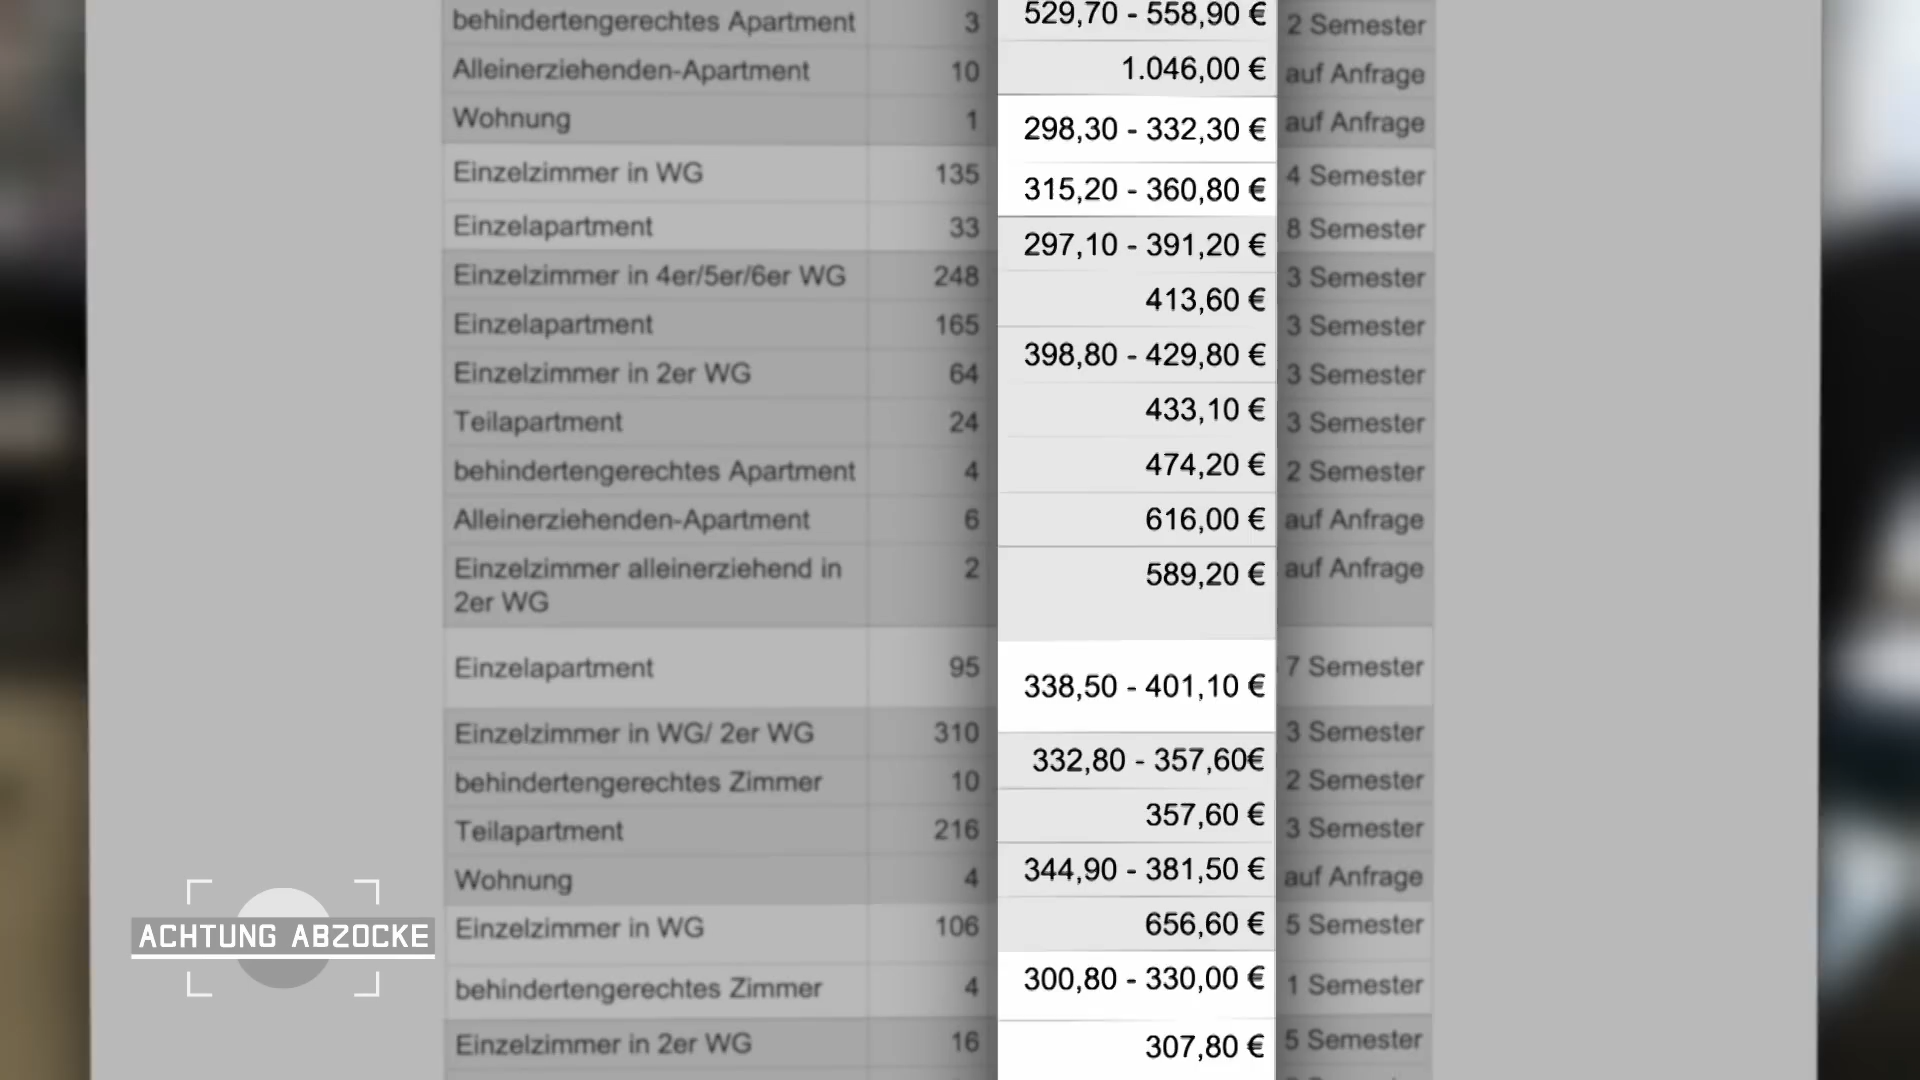 behindertengerechtes Apartment 3 529,70 - 558,90 € 2 Semester
Alleinerziehenden-Apartment 10 1.046,00 € auf Anfrage
Wohnung 1 298,30 - 332,30 € auf Anfrage
Einzelzimmer in WG 135 315,20 - 360,80 € 4 Semester
Einzelapartment 33 297,10 - 391,20 € 8 Semester
Einzelzimmer in 4er/5er/6er WG 248 413,60 € 3 Semester
Einzelapartment 165 398,80 - 429,80 € 3 Semester
Einzelzimmer in 2er WG 64 433,10 € 3 Semester
Teilapartment 24 474,20 € 3 Semester
behindertengerechtes Apartment 4 616,00 € 2 Semester
Alleinerziehenden-Apartment 6 589,20 € auf Anfrage
Einzelzimmer alleinerziehend in 2 auf Anfrage
2er WG
Einzelapartment 95 338,50 - 401,10 € 7 Semester
Einzelzimmer in WG/ 2er WG 310 332,80 - 357,60€ 3 Semester
behindertengerechtes Zimmer 10 357,60 € 2 Semester
Teilapartment 216 344,90 - 381,50 € 3 Semester
Wohnung 4 656,60 € auf Anfrage
Einzelzimmer in WG 106 300,80 - 330,00 € 5 Semester
behindertengerechtes Zimmer 4 307,80 € 1 Semester
Einzelzimmer in 2er WG 16 5 Semester
ACHTUNG ABZOCKE